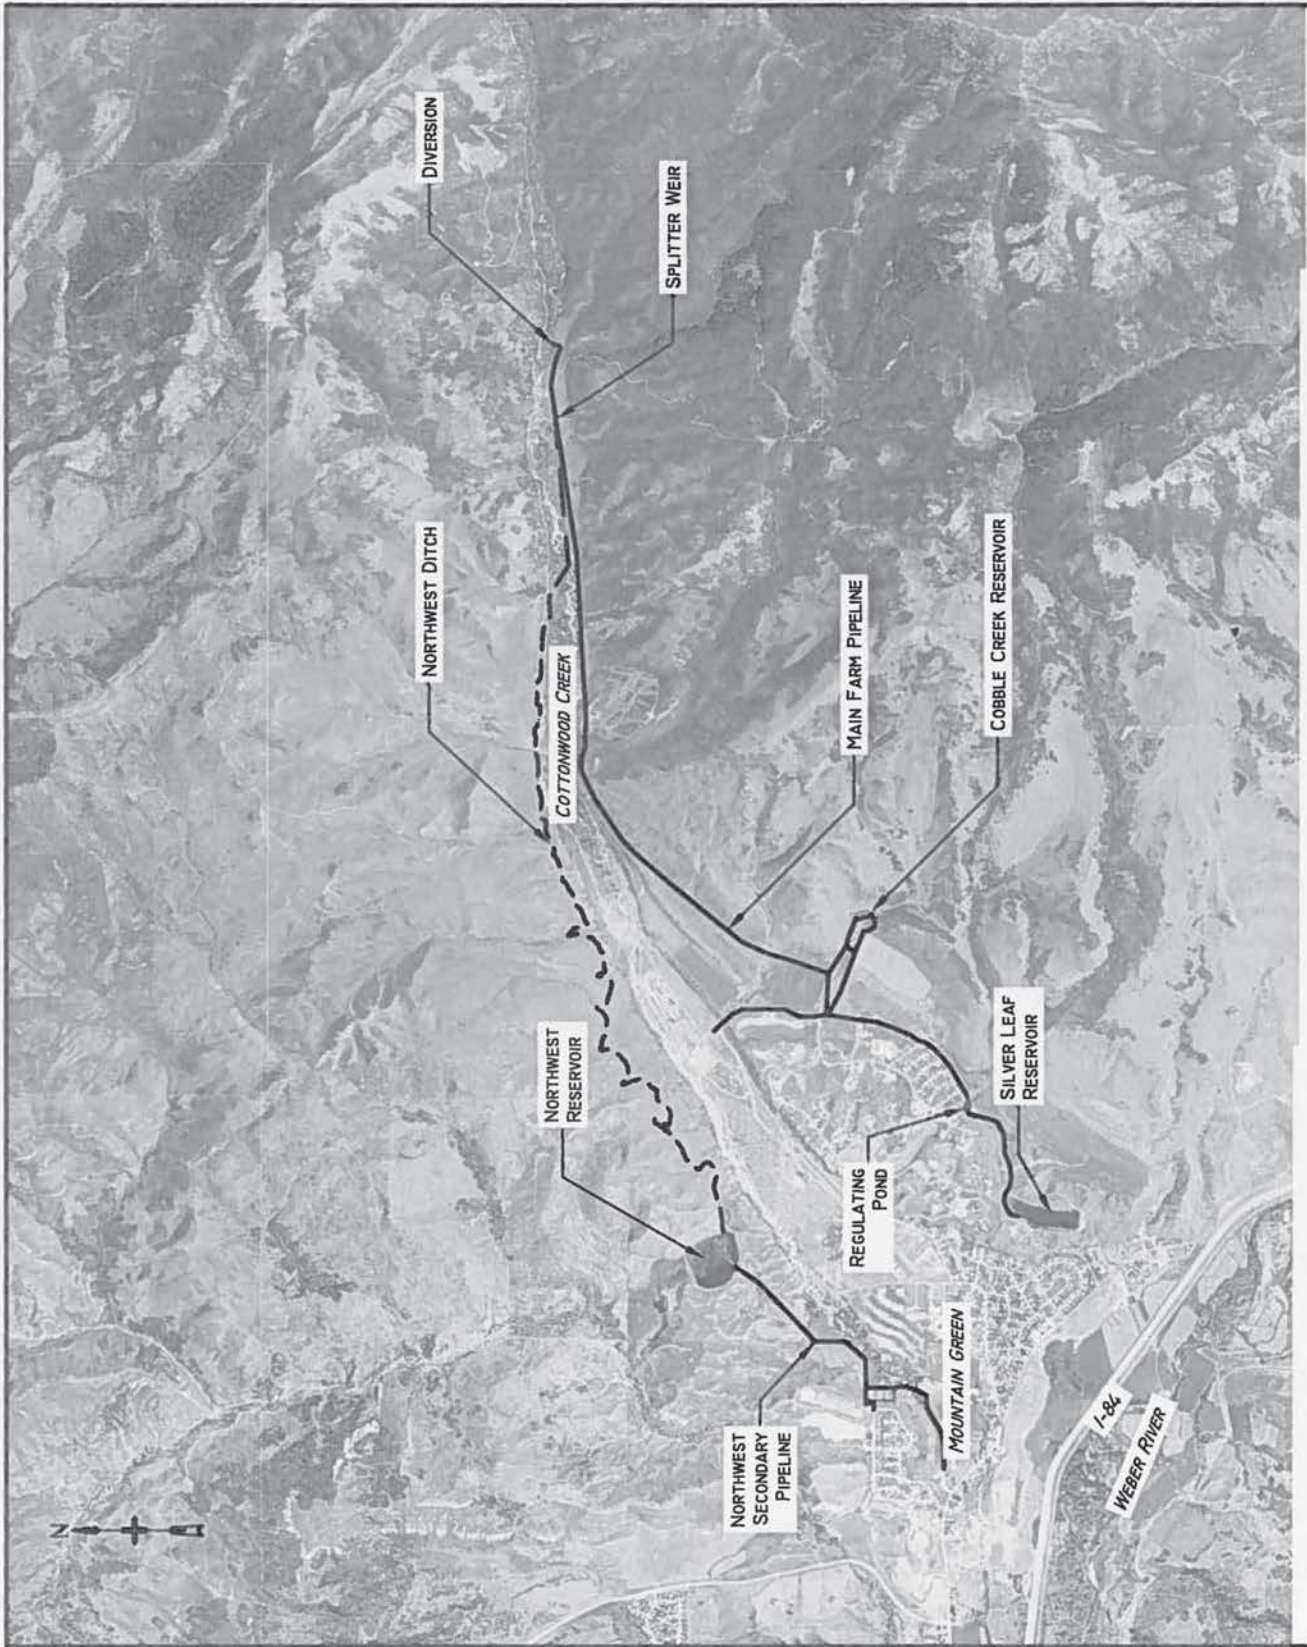 DIVERSION
SPLITTER WEIR
NORTHWEST DITCH
COTTONWOOD CREEK
MAIN FARM PIPELINE
COBBLE CREEK RESERVOIR
NORTHWEST
RESERVOIR
SILVER LEAF
RESERVOIR
REGULATING
POND
NORTHWEST
SECONDARY
PIPELINE
MOUNTAIN GREEN
I-84
WEBER RIVER
N